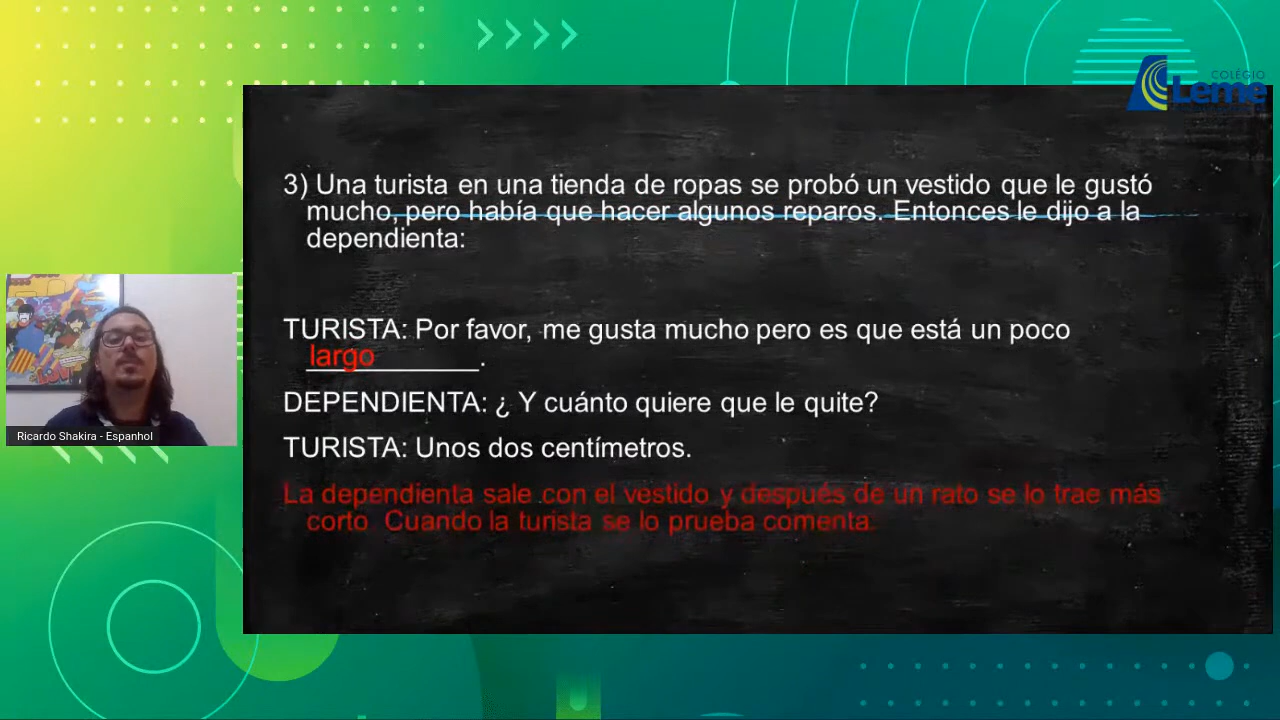 COLÉGIO
Leme
3) Una turista en una tienda de ropas se probó un vestido que le gustó
mucho, pero había que hacer algunos reparos. Entonces le dijo a la
dependienta:
TURISTA: Por favor, me gusta mucho pero es que está un poco
largo.
DEPENDIENTA: ¿ Y cuánto quiere que le quite?
TURISTA: Unos dos centímetros.
La dependienta sale con el vestido y después de un rato se lo trae más
corto Cuando la turista se lo prueba comenta:
Ricardo Shakira - Espanhol